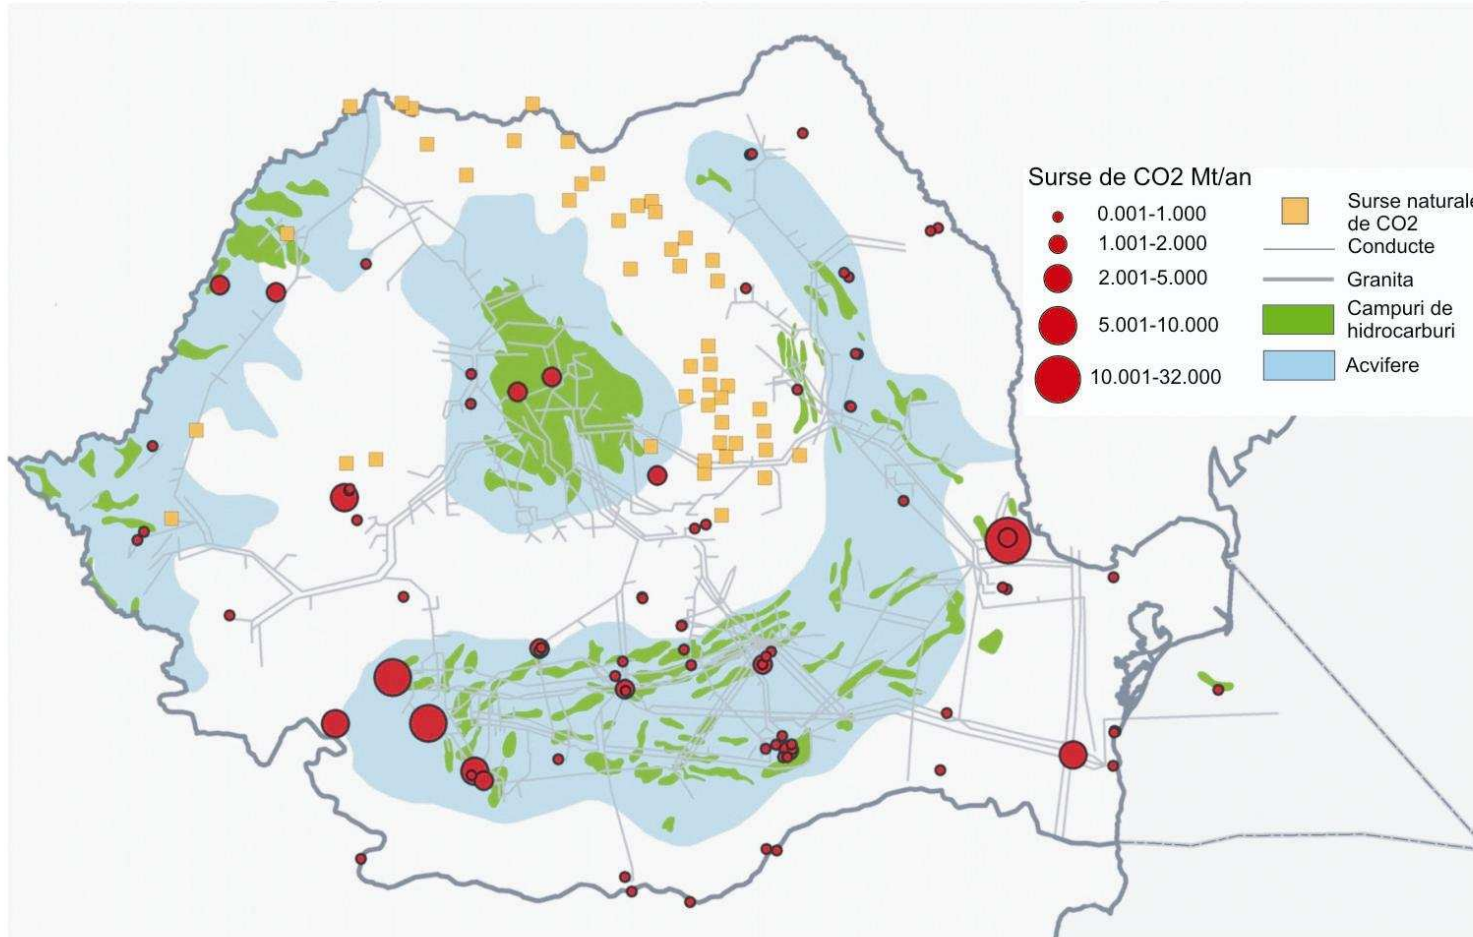 Surse de CO2 Mt/an
0.001-1.000
1.001-2.000
2.001-5.000
5.001-10.000
10.001-32.000
Surse naturale
de CO2
Conducte
Granita
Campuri de
hidrocarburi
Acvifere